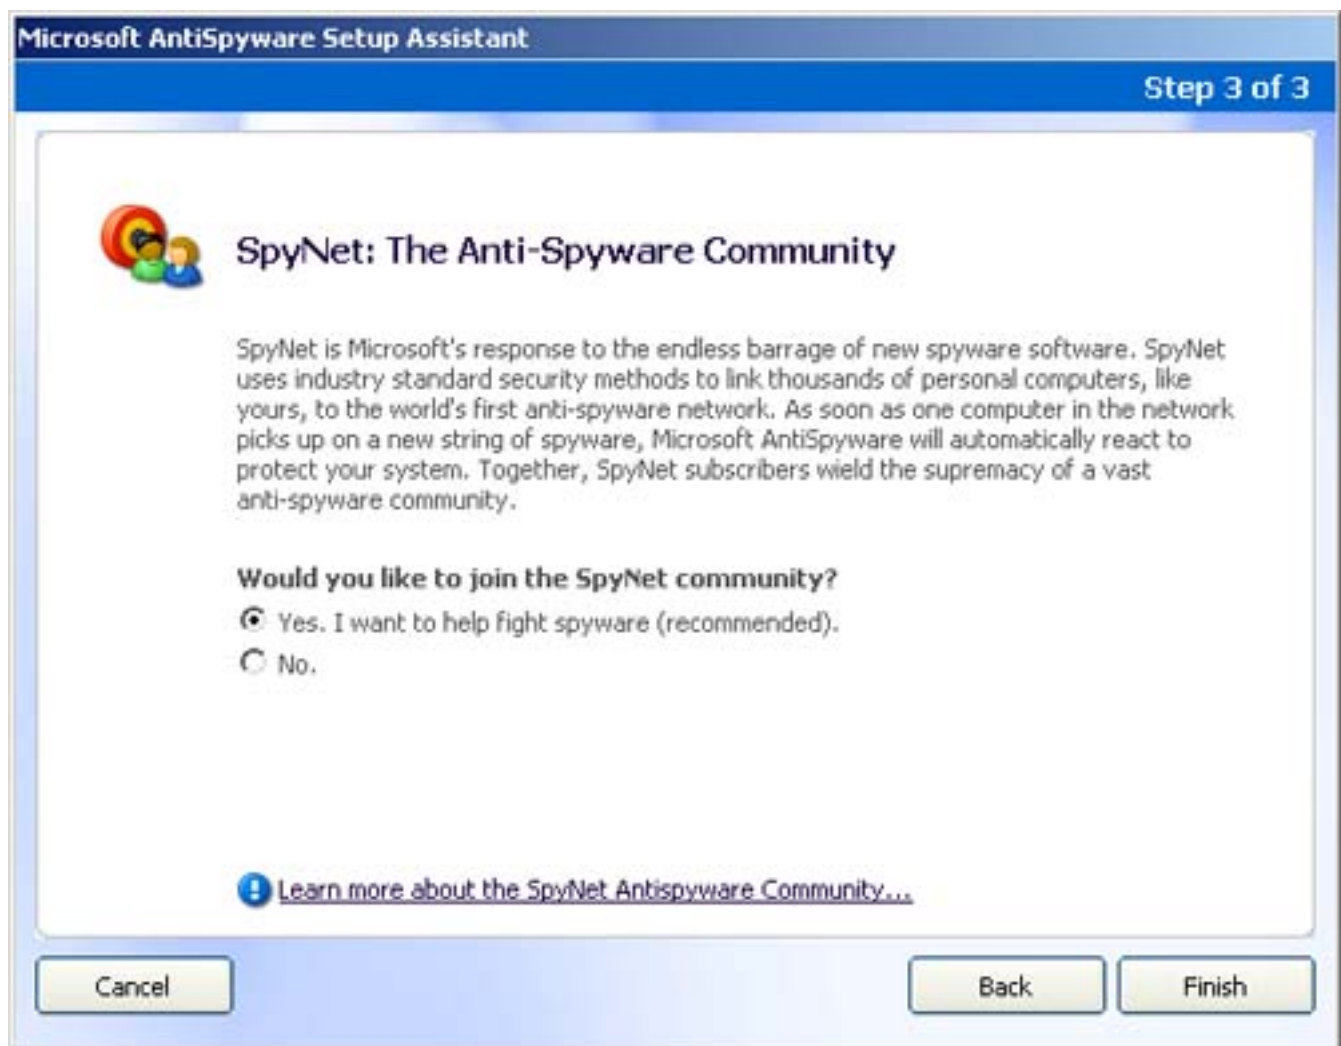 Microsoft AntiSpyware Setup Assistant
Step 3 of 3
SpyNet: The Anti-Spyware Community
SpyNet is Microsoft's response to the endless barrage of new spyware software. SpyNet
uses industry standard security methods to link thousands of personal computers, like
yours, to the world's first anti-spyware network. As soon as one computer in the network
picks up on a new string of spyware, Microsoft AntiSpyware will automatically react to
protect your system. Together, SpyNet subscribers wield the supremacy of a vast
anti-spyware community.
Would you like to join the SpyNet community?
Yes. I want to help fight spyware (recommended).
No.
Learn more about the SpyNet Antispyware Community...
Cancel
Back
Finish